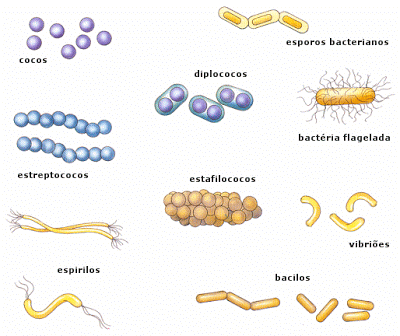 esporos bacterianos
cocos
diplococos
bactéria flagelada
estreptococos
estafilococos
vibriões
espirilos
bacilos